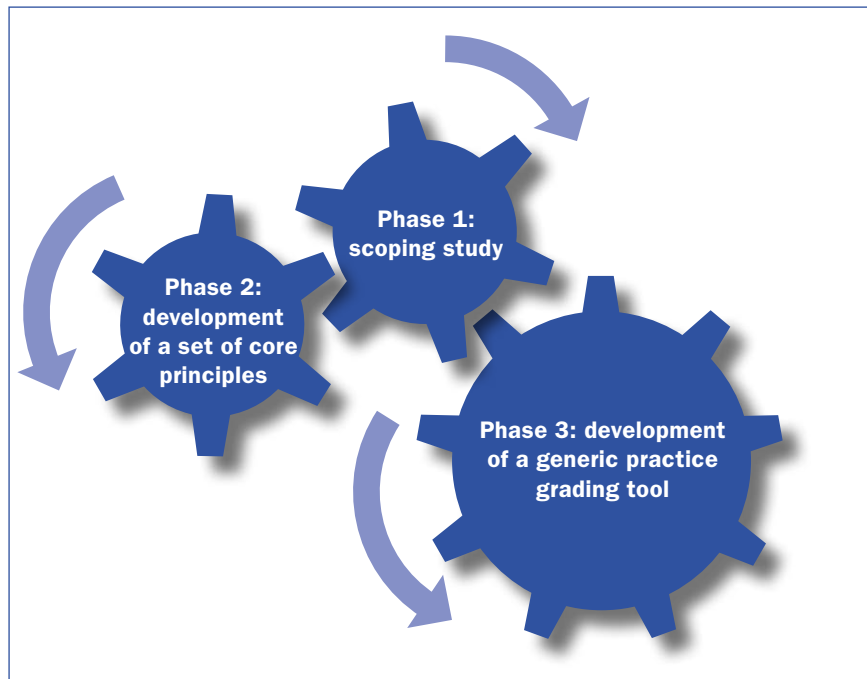 Phase 1:
scoping study
Phase 2:
development
of a set of core
principles
Phase 3: development
of a generic practice
grading tool